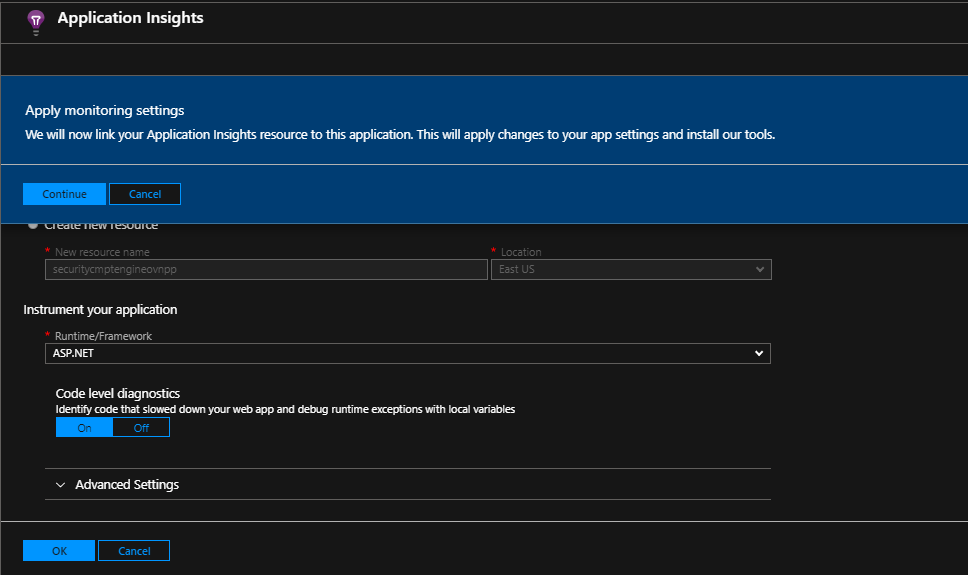 Application Insights
Apply monitoring settings
We will now link your Application Insights resource to this application. This will apply changes to your app settings and install our tools.
Continue Cancel
Create new resource
* New resource name * Location
securitycmptengineovnpp East US
Instrument your application
* Runtime/Framework
ASP.NET
Code level diagnostics
Identify code that slowed down your web app and debug runtime exceptions with local variables
On Off
Advanced Settings
OK Cancel